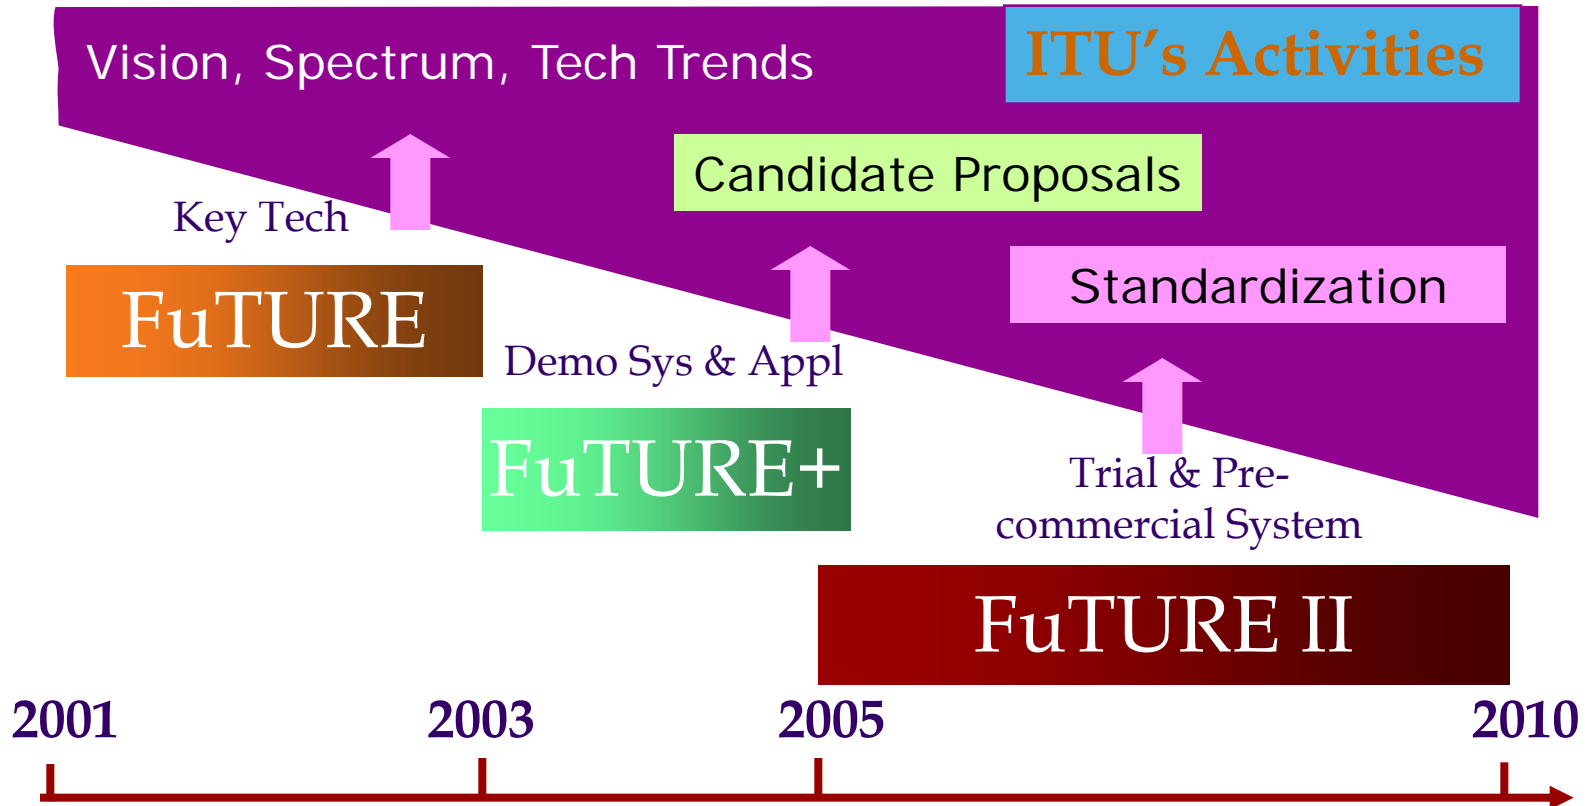 Vision, Spectrum, Tech Trends
ITU’s Activities
Candidate Proposals
Key Tech
Standardization
FuTURE
Demo Sys & Appl
FuTURE+
Trial & Pre-
commercial System
FuTURE II
2001
2003
2005
2010